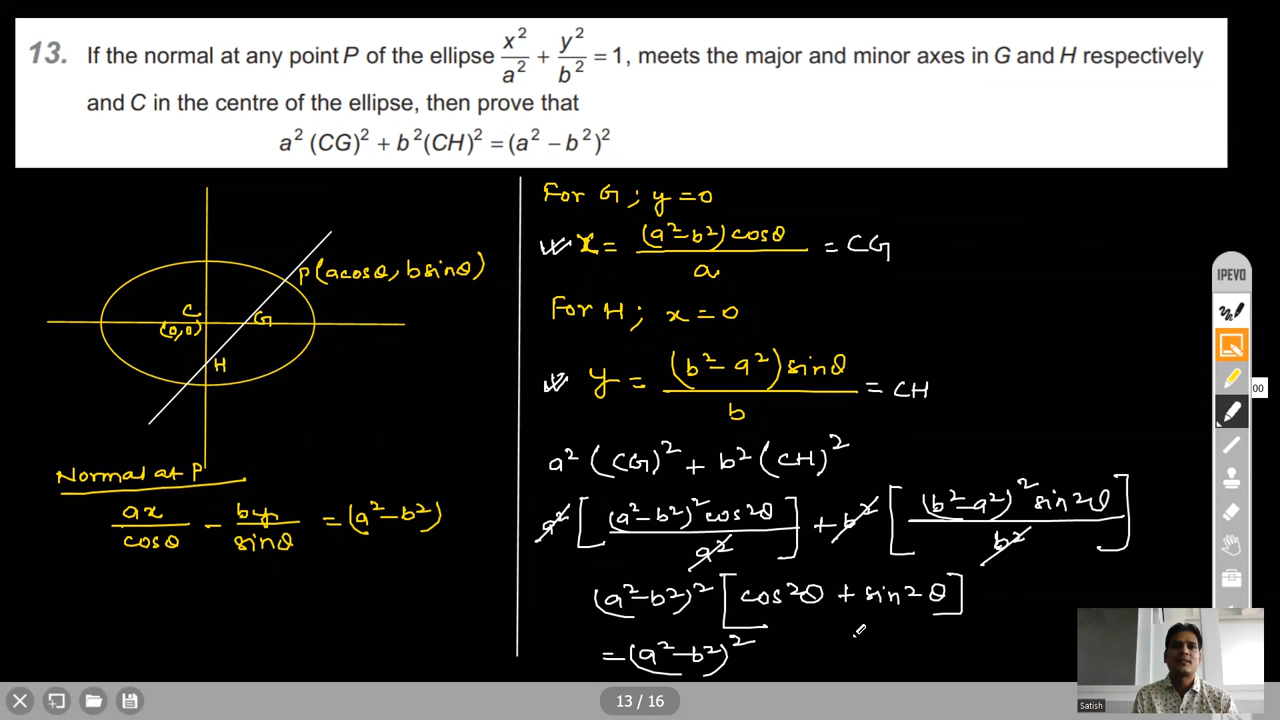 13. If the normal at any point P of the ellipse x²/a² + y²/b² = 1, meets the major and minor axes in G and H respectively
and C in the centre of the ellipse, then prove that
a² (CG)² + b²(CH)² = (a² – b²)²
P(acosθ, bsinθ)
C
(0,0)
G
H
Normal at P
ax/cosθ - by/sinθ = (a²-b²)
For G ; y = 0
x = (a²-b²)cosθ/a = CG
For H ; x = 0
y = (b²-a²)sinθ/b = CH
a² (CG)² + b² (CH)²
a² [(a²-b²)²cos²θ/a²] + b² [(b²-a²)²sin²θ/b²]
(a²-b²)² [cos²θ + sin²θ]
= (a²-b²)²
IPEVO
00
13 / 16
Satish